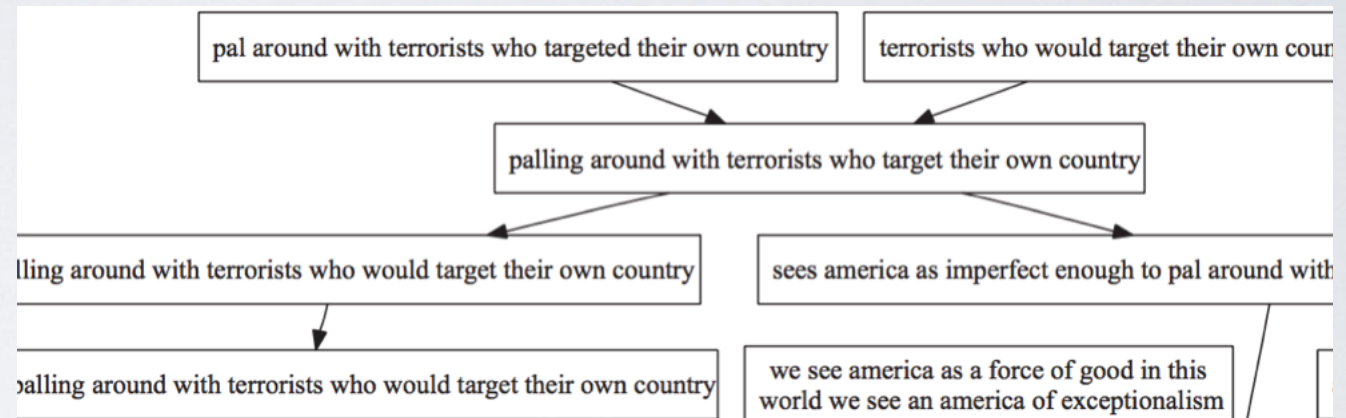 pal around with terrorists who targeted their own country
terrorists who would target their own
palling around with terrorists who target their own country
around with terrorists who would target their own country
sees america as imperfect enough to pal around with
around with terrorists who would target their own country
we see america as a force of good in this
world we see an america of exceptionalism